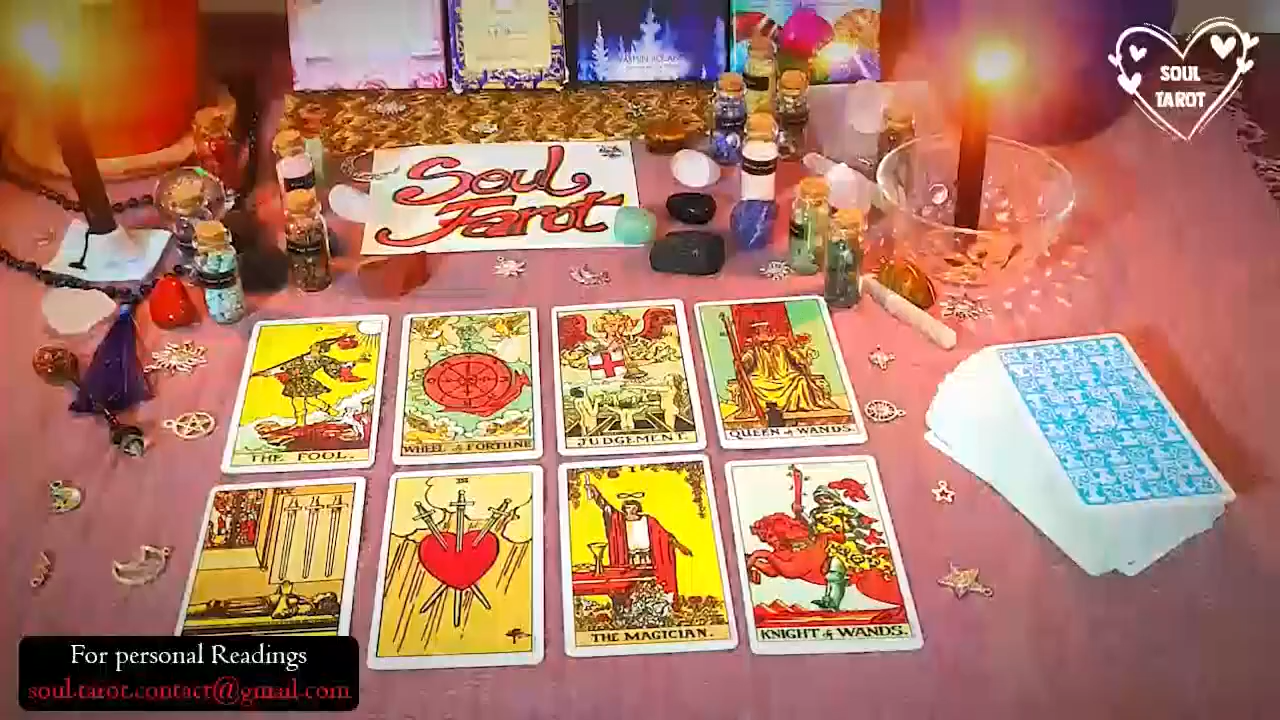 SOUL
TAROT
Soul
Tarot
THE FOOL.
WHEEL of FORTUNE
JUDGEMENT.
QUEEN of WANDS.
III
I
THE MAGICIAN.
KNIGHT of WANDS.
For personal Readings
soul.tarot.contact@gmail.com